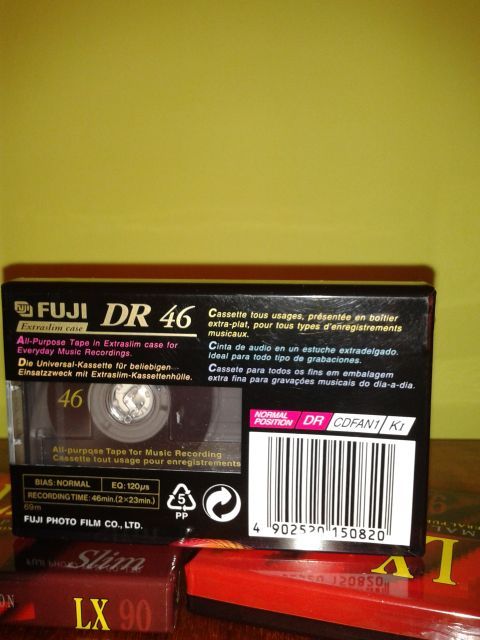 FUJI
FUJI DR 46
Extraslim case
All-Purpose Tape in Extraslim case for
Everyday Music Recordings.
Die Universal-Kassette für beliebigen
Einsatzzweck mit Extraslim-Kassettenhülle.
Cassette tous usages, présentée en boîtier
extra-plat, pour tous types d'enregistrements
musicaux.
Cinta de audio en un estuche extradelgado.
Ideal para todo tipo de grabaciones.
Cassete para todos os fins em embalagem
extra fina para gravações musicais do dia-a-dia.
46
All-purpose Tape for Music Recording
Cassette tout usage pour enregistrements
BIAS: NORMAL EQ: 120µs
RECORDING TIME: 46min. (2×23min.)
69m
FUJI PHOTO FILM CO., LTD.
5
PP
NORMAL POSITION DR CDFAN1 K1
4 902520 150820
Slim
LX 90